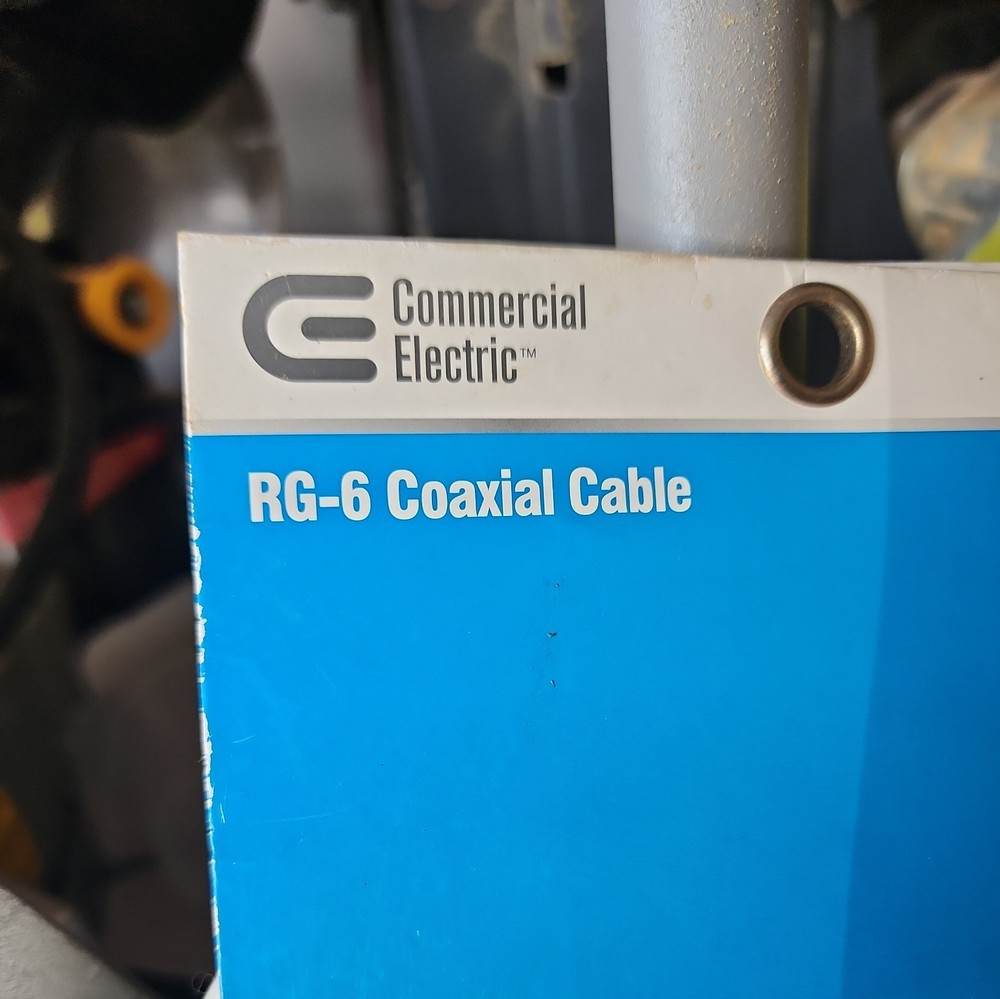 Commercial
Electric™
RG-6 Coaxial Cable